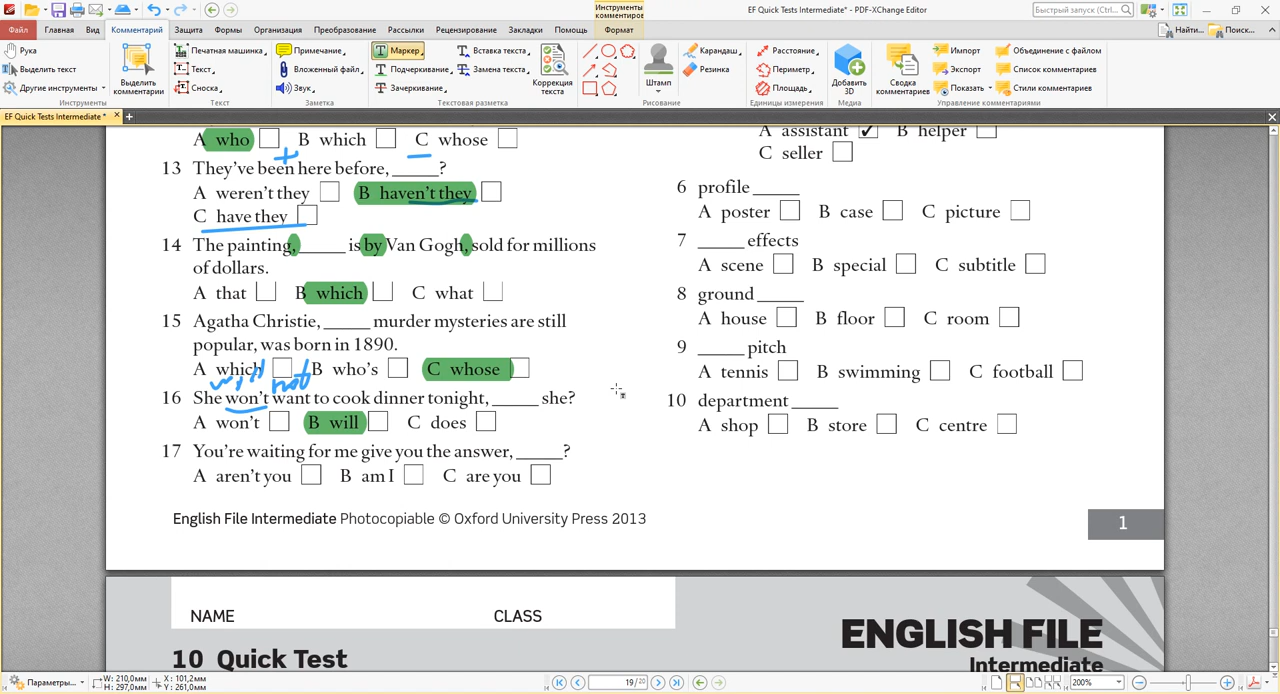 Инструменты комментиров
EF Quick Tests Intermediate* - PDF-XChange Editor
Быстрый запуск (Ctrl...
Файл Главная Вид Комментарий Защита Формы Организация Преобразование Рассылки Рецензирование Закладки Помощь Формат Найти... Поиск...
Рука
Выделить текст
Другие инструменты
Инструменты
Выделить комментарии
Печатная машинка
Текст
Сноска
Текст
Примечание
Вложенный файл
Звук
Заметка
Маркер
Подчеркивание
Зачеркивание
Вставка текста
Замена текста
Коррекция текста
Текстовая разметка
Штамп
Карандаш
Резинка
Рисование
Расстояние
Периметр
Площадь
Единицы измерения
Добавить 3D
Медиа
Сводка комментариев
Импорт
Экспорт
Показать
Объединение с файлом
Список комментариев
Стили комментариев
Управление комментариями
EF Quick Tests Intermediate *
A who B which C whose
13 They've been here before, _____?
A weren't they B haven't they
C have they
14 The painting, _____ is by Van Gogh, sold for millions
of dollars.
A that B which C what
15 Agatha Christie, _____ murder mysteries are still
popular, was born in 1890.
A which B who's C whose
will not
16 She won't want to cook dinner tonight, _____ she?
A won't B will C does
17 You're waiting for me give you the answer, _____?
A aren't you B am I C are you
English File Intermediate Photocopiable © Oxford University Press 2013
A assistant ✓ B helper
C seller
6 profile _____
A poster B case C picture
7 _____ effects
A scene B special C subtitle
8 ground _____
A house B floor C room
9 _____ pitch
A tennis B swimming C football
10 department _____
A shop B store C centre
1
NAME CLASS
ENGLISH FILE
Intermediate
10 Quick Test
Параметры...
W: 210,0мм
H: 297,0мм
X: 101,2мм
Y: 261,0мм
19 / 20
200%